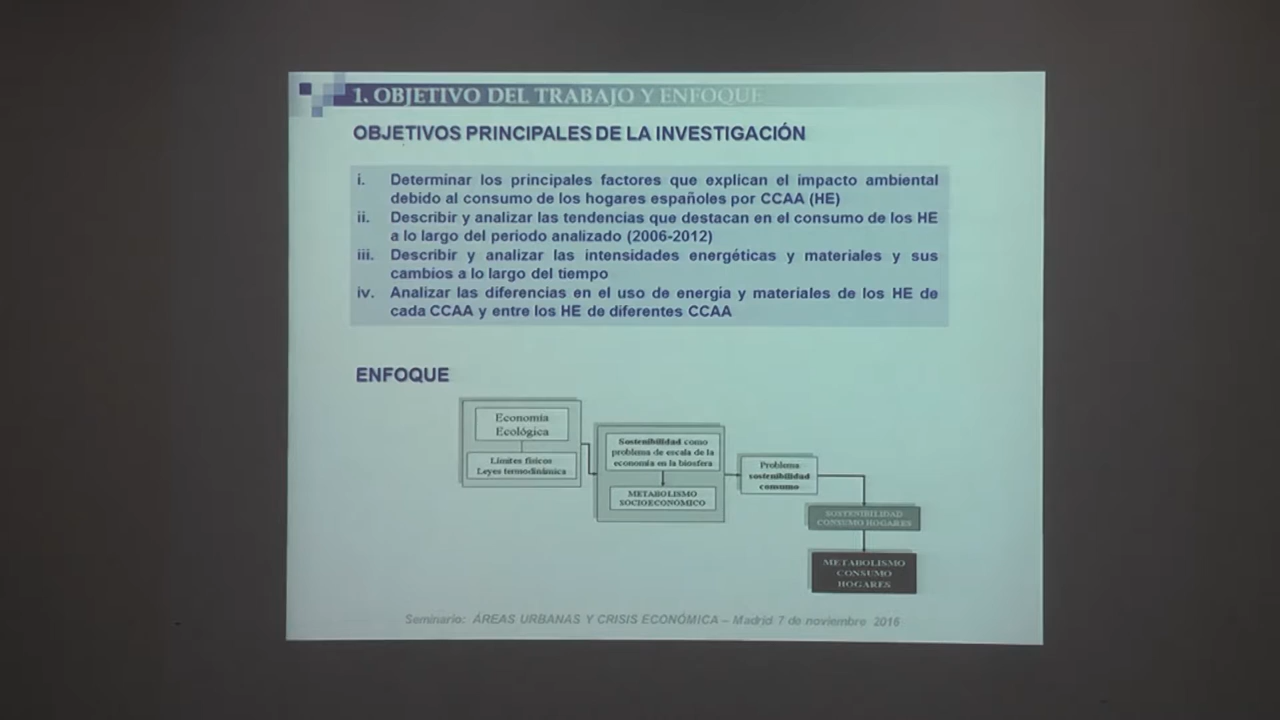 1. OBJETIVO DEL TRABAJO Y ENFOQUE
OBJETIVOS PRINCIPALES DE LA INVESTIGACIÓN
i. Determinar los principales factores que explican el impacto ambiental
debido al consumo de los hogares españoles por CCAA (HE)
ii. Describir y analizar las tendencias que destacan en el consumo de los HE
a lo largo del periodo analizado (2006-2012)
iii. Describir y analizar las intensidades energéticas y materiales y sus
cambios a lo largo del tiempo
iv. Analizar las diferencias en el uso de energía y materiales de los HE de
cada CCAA y entre los HE de diferentes CCAA
ENFOQUE
Economía
Ecológica
Límites físicos
Leyes termodinámica
Sostenibilidad como
problema de escala de la
economía en la biosfera
METABOLISMO
SOCIOECONÓMICO
Problema
sostenibilidad
consumo
SOSTENIBILIDAD
CONSUMO HOGARES
METABOLISMO
CONSUMO
HOGARES
Seminario: ÁREAS URBANAS Y CRISIS ECONÓMICA – Madrid 7 de noviembre 2016